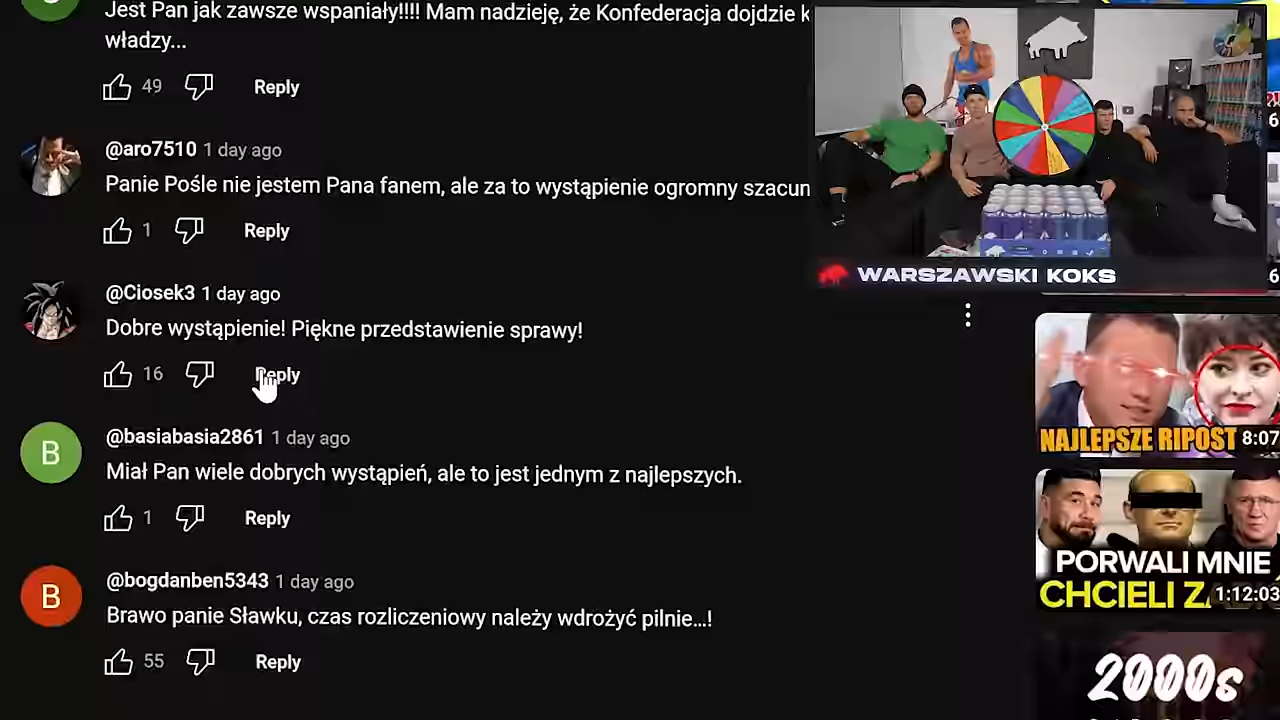 Jest Pan jak zawsze wspaniały!!!! Mam nadzieję, że Konfederacja dojdzie k
władzy...
49
Reply
@aro7510 1 day ago
Panie Pośle nie jestem Pana fanem, ale za to wystąpienie ogromny szacun
1
Reply
@Ciosek3 1 day ago
Dobre wystąpienie! Piękne przedstawienie sprawy!
16
Reply
@basiabasia2861 1 day ago
B
Miał Pan wiele dobrych wystąpień, ale to jest jednym z najlepszych.
1
Reply
@bogdanben5343 1 day ago
B
Brawo panie Sławku, czas rozliczeniowy należy wdrożyć pilnie...!
55
Reply
WARSZAWSKI KOKS
NAJLEPSZE RIPOST
8:07
PORWALI MNIE
CHCIELI
1:12:03
2000s